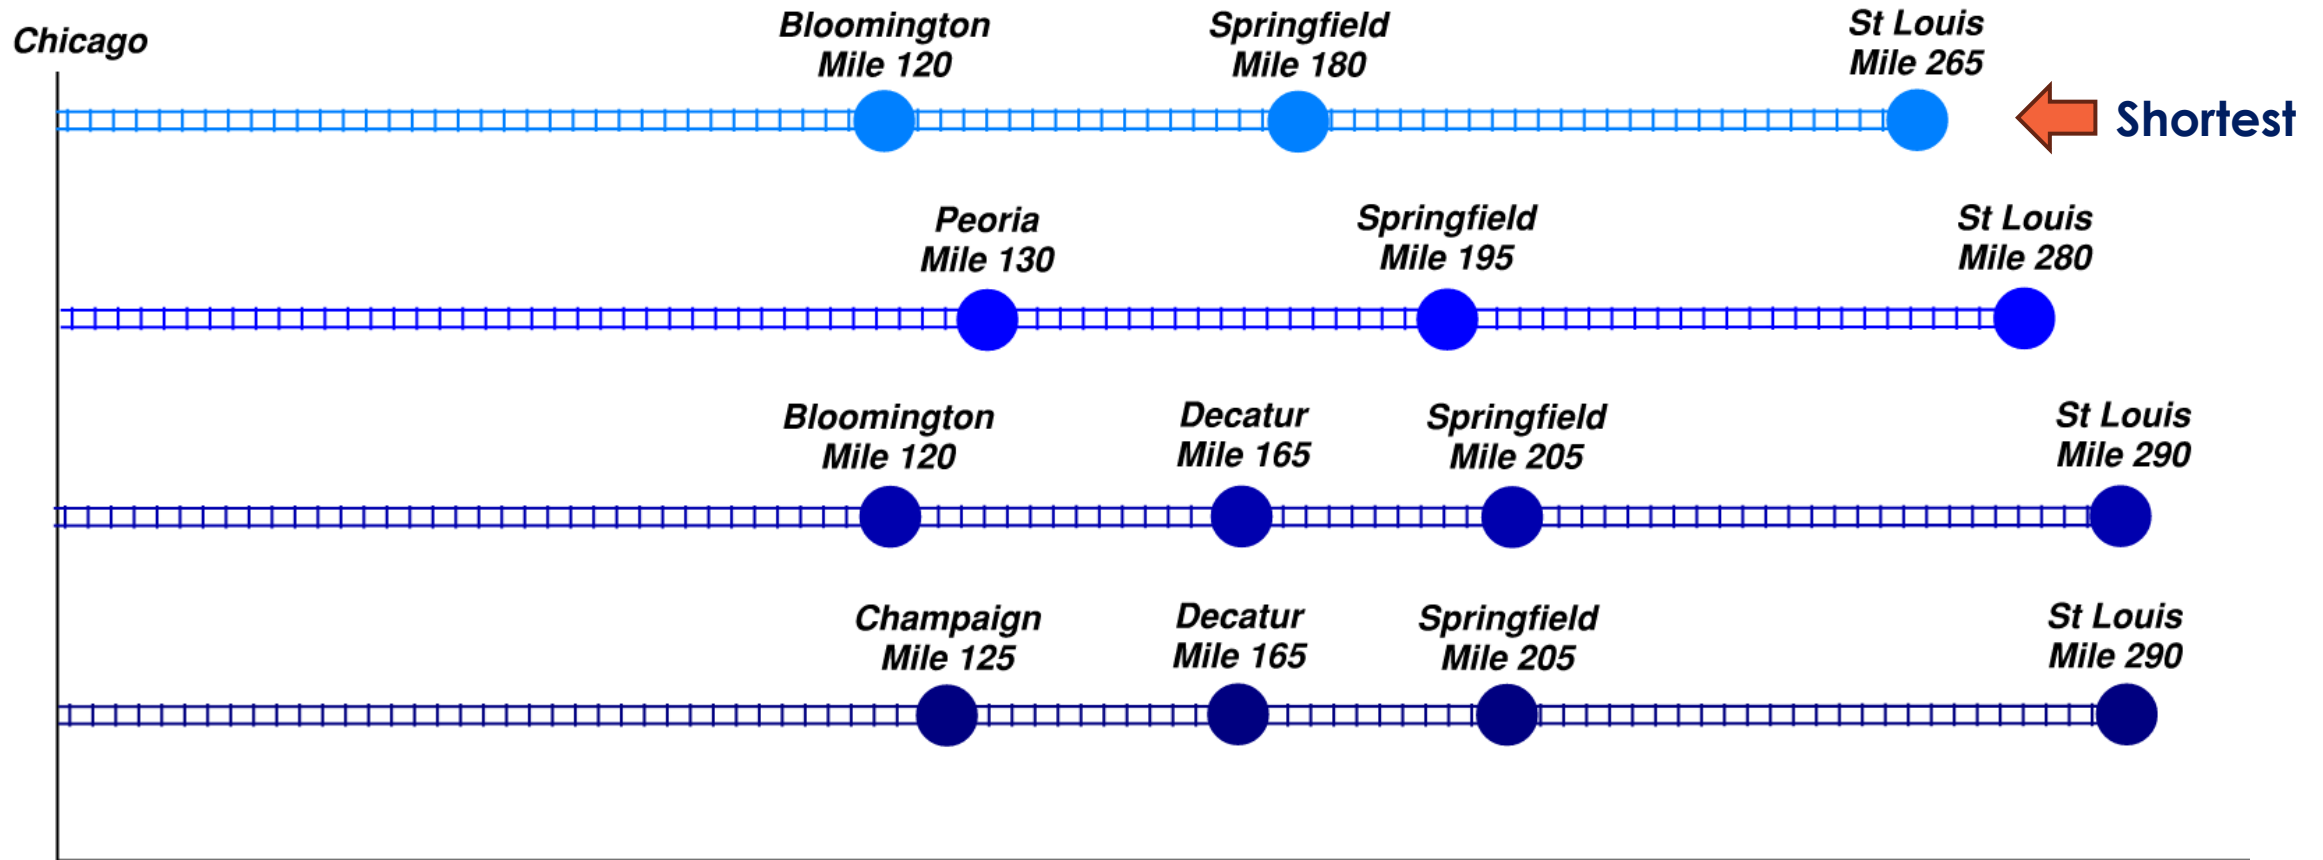 Chicago
Bloomington
Mile 120
Springfield
Mile 180
St Louis
Mile 265
Shortest
Peoria
Mile 130
Springfield
Mile 195
St Louis
Mile 280
Bloomington
Mile 120
Decatur
Mile 165
Springfield
Mile 205
St Louis
Mile 290
Champaign
Mile 125
Decatur
Mile 165
Springfield
Mile 205
St Louis
Mile 290